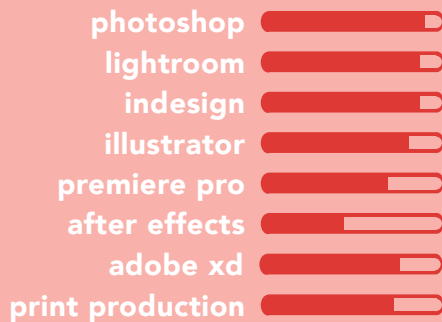 photoshop
lightroom
indesign
illustrator
premiere pro
after effects
adobe xd
print production